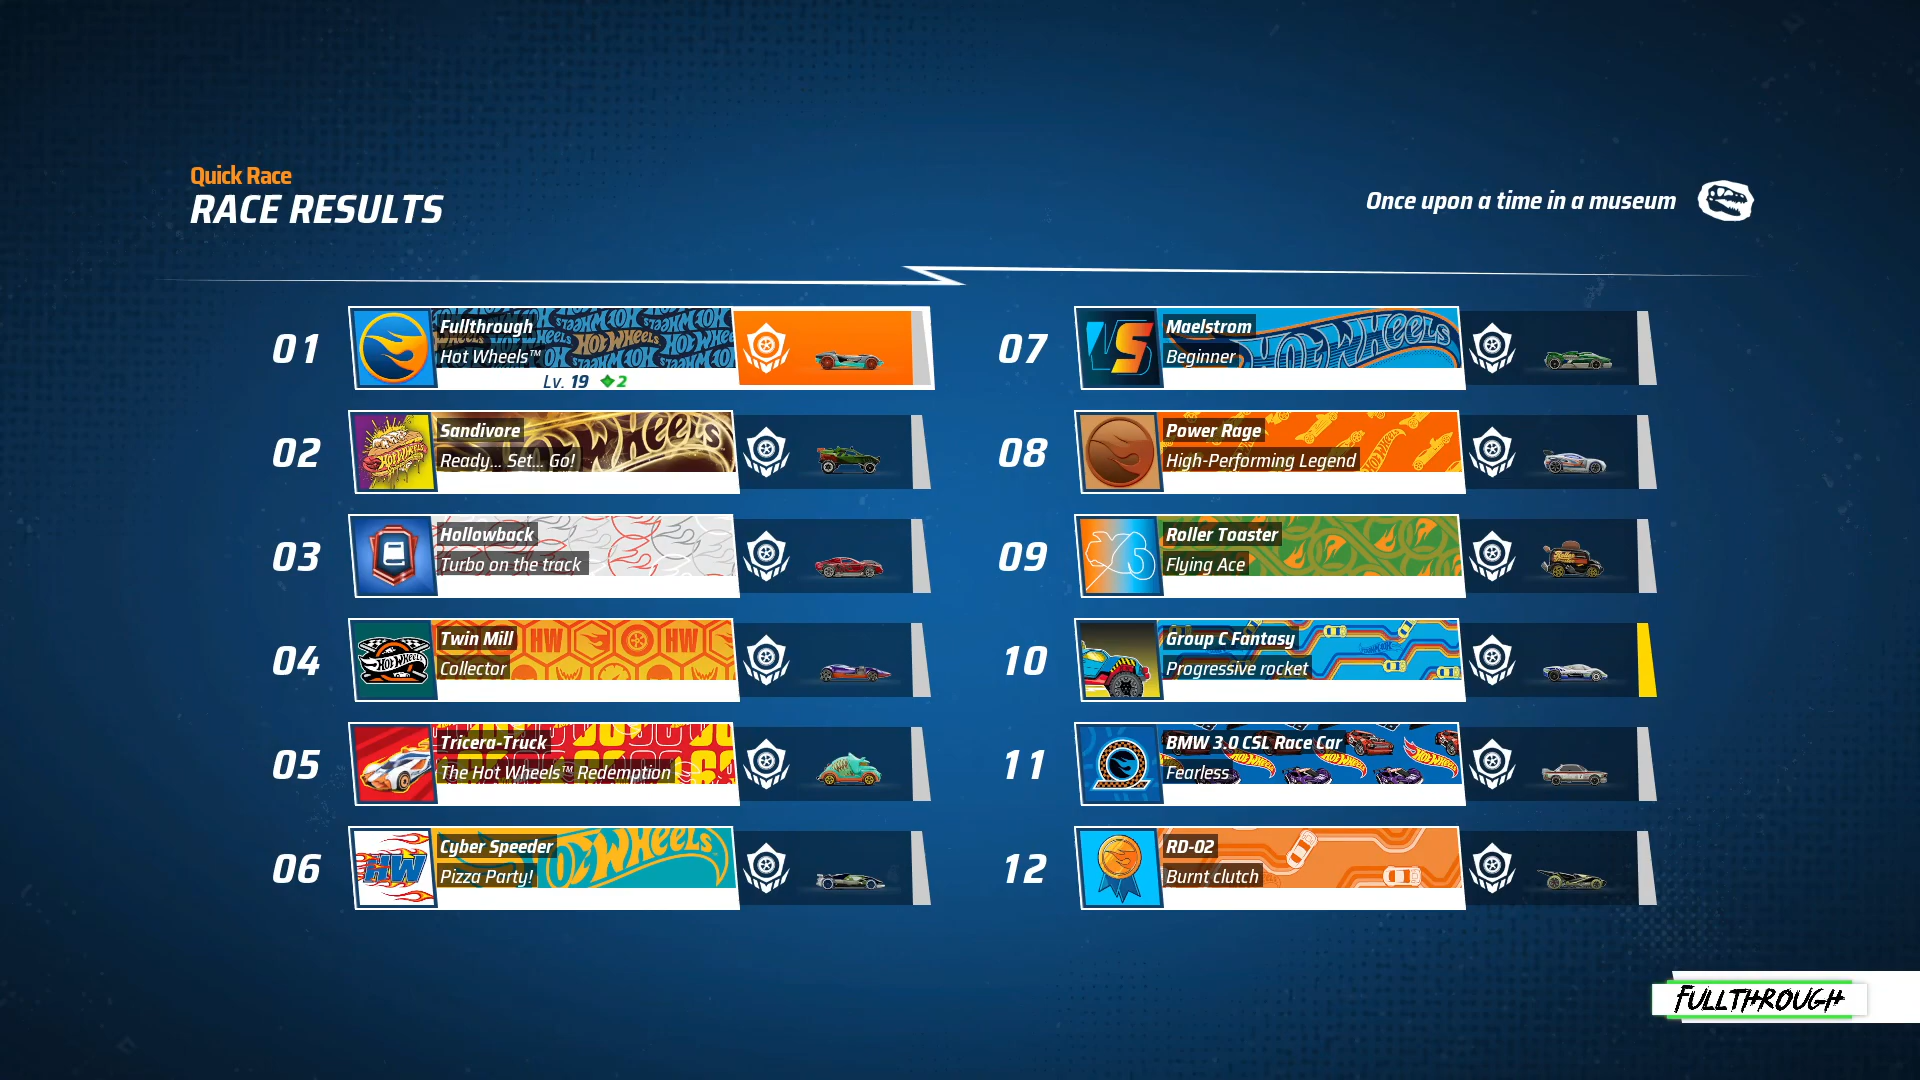 Quick Race
RACE RESULTS
Once upon a time in a museum
01
Fullthrough
Hot Wheels™
Lv. 19 2
02
Sandivore
Ready... Set... Go!
03
Hollowback
Turbo on the track
04
Twin Mill
Collector
05
Tricera-Truck
The Hot Wheels™ Redemption
06
Cyber Speeder
Pizza Party!
07
Maelstrom
Beginner
08
Power Rage
High-Performing Legend
09
Roller Toaster
Flying Ace
10
Group C Fantasy
Progressive rocket
11
BMW 3.0 CSL Race Car
Fearless
12
RD-02
Burnt clutch
FULLTHROUGH